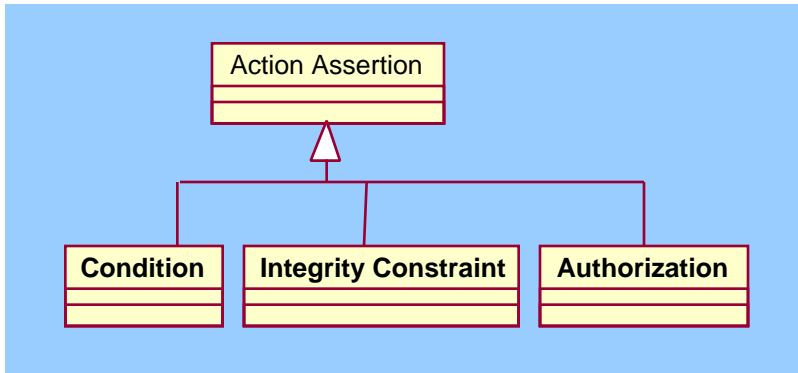 Action Assertion
Condition
Integrity Constraint
Authorization